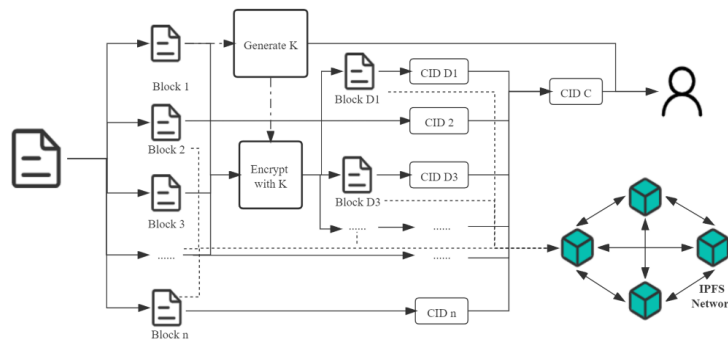 Generate K
Block 1
Block D1
CID D1
CID C
Block 2
CID 2
Encrypt
with K
Block 3
Block D3
CID D3
......
......
......
......
......
IPFS
Network
Block n
CID n